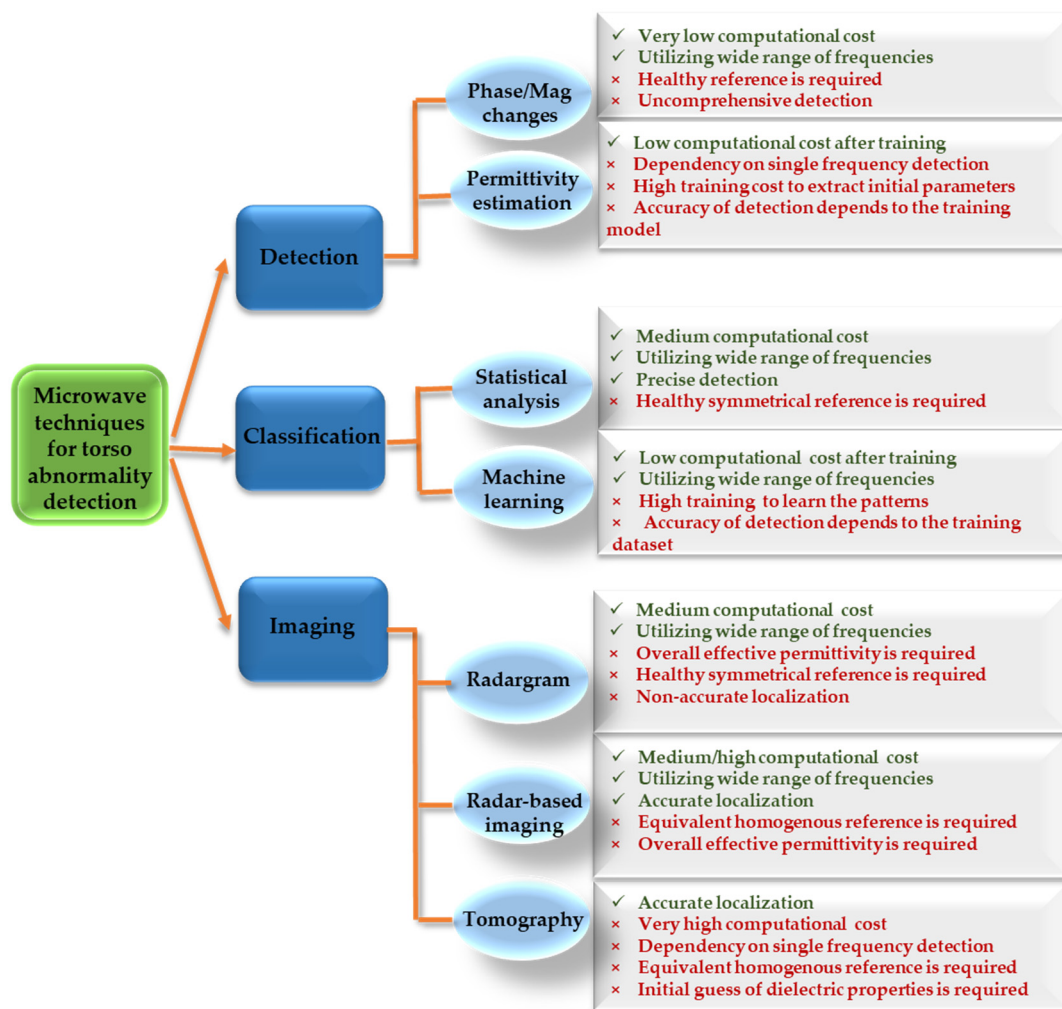 Microwave
techniques
for torso
abnormality
detection
Detection
Phase/Mag
changes
✓ Very low computational cost
✓ Utilizing wide range of frequencies
× Healthy reference is required
× Uncomprehensive detection
Permittivity
estimation
✓ Low computational cost after training
× Dependency on single frequency detection
× High training cost to extract initial parameters
× Accuracy of detection depends to the training
model
Classification
Statistical
analysis
✓ Medium computational cost
✓ Utilizing wide range of frequencies
✓ Precise detection
× Healthy symmetrical reference is required
Machine
learning
✓ Low computational cost after training
✓ Utilizing wide range of frequencies
× High training to learn the patterns
× Accuracy of detection depends to the training
dataset
Imaging
Radargram
✓ Medium computational cost
✓ Utilizing wide range of frequencies
× Overall effective permittivity is required
× Healthy symmetrical reference is required
× Non-accurate localization
Radar-based
imaging
✓ Medium/high computational cost
✓ Utilizing wide range of frequencies
✓ Accurate localization
× Equivalent homogenous reference is required
× Overall effective permittivity is required
Tomography
✓ Accurate localization
× Very high computational cost
× Dependency on single frequency detection
× Equivalent homogenous reference is required
× Initial guess of dielectric properties is required